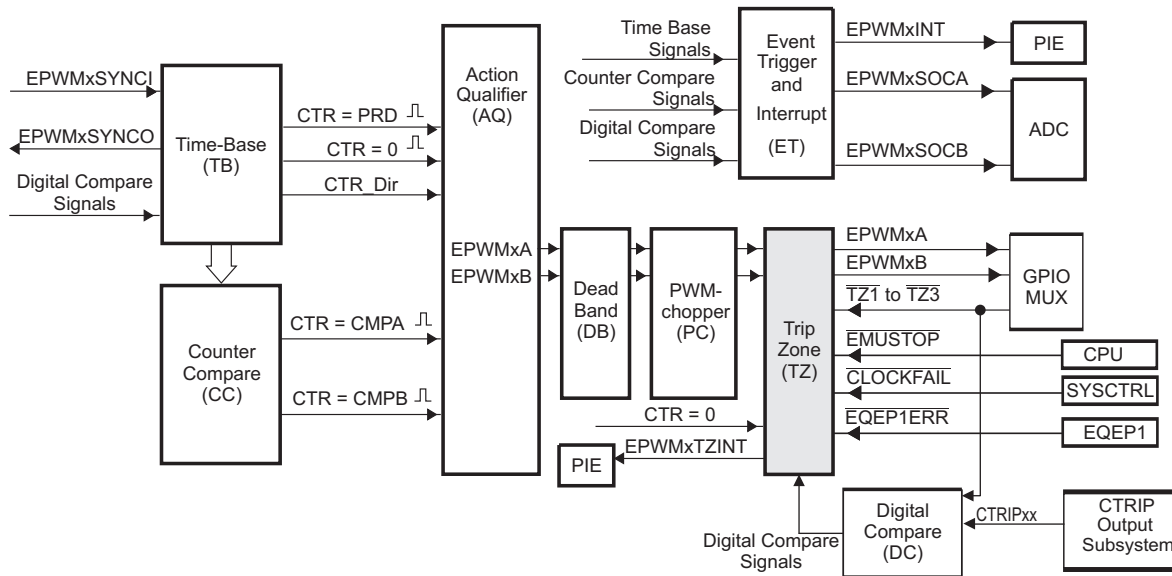 EPWMxSYNCI
EPWMxSYNCO
Digital Compare
Signals
Time-Base
(TB)
CTR = PRD
CTR = 0
CTR_Dir
Counter
Compare
(CC)
CTR = CMPA
CTR = CMPB
Action
Qualifier
(AQ)
EPWMxA
EPWMxB
Time Base
Signals
Counter Compare
Signals
Digital Compare
Signals
Event
Trigger
and
Interrupt
(ET)
EPWMxINT
EPWMxSOCA
EPWMxSOCB
PIE
ADC
Dead
Band
(DB)
PWM-
chopper
(PC)
Trip
Zone
(TZ)
EPWMxA
EPWMxB
TZ1 to TZ3
EMUSTOP
CLOCKFAIL
EQEP1ERR
GPIO
MUX
CPU
SYSCTRL
EQEP1
CTR = 0
EPWMxTZINT
PIE
Digital Compare
Signals
Digital
Compare
(DC)
CTRIPxx
CTRIP
Output
Subsystem